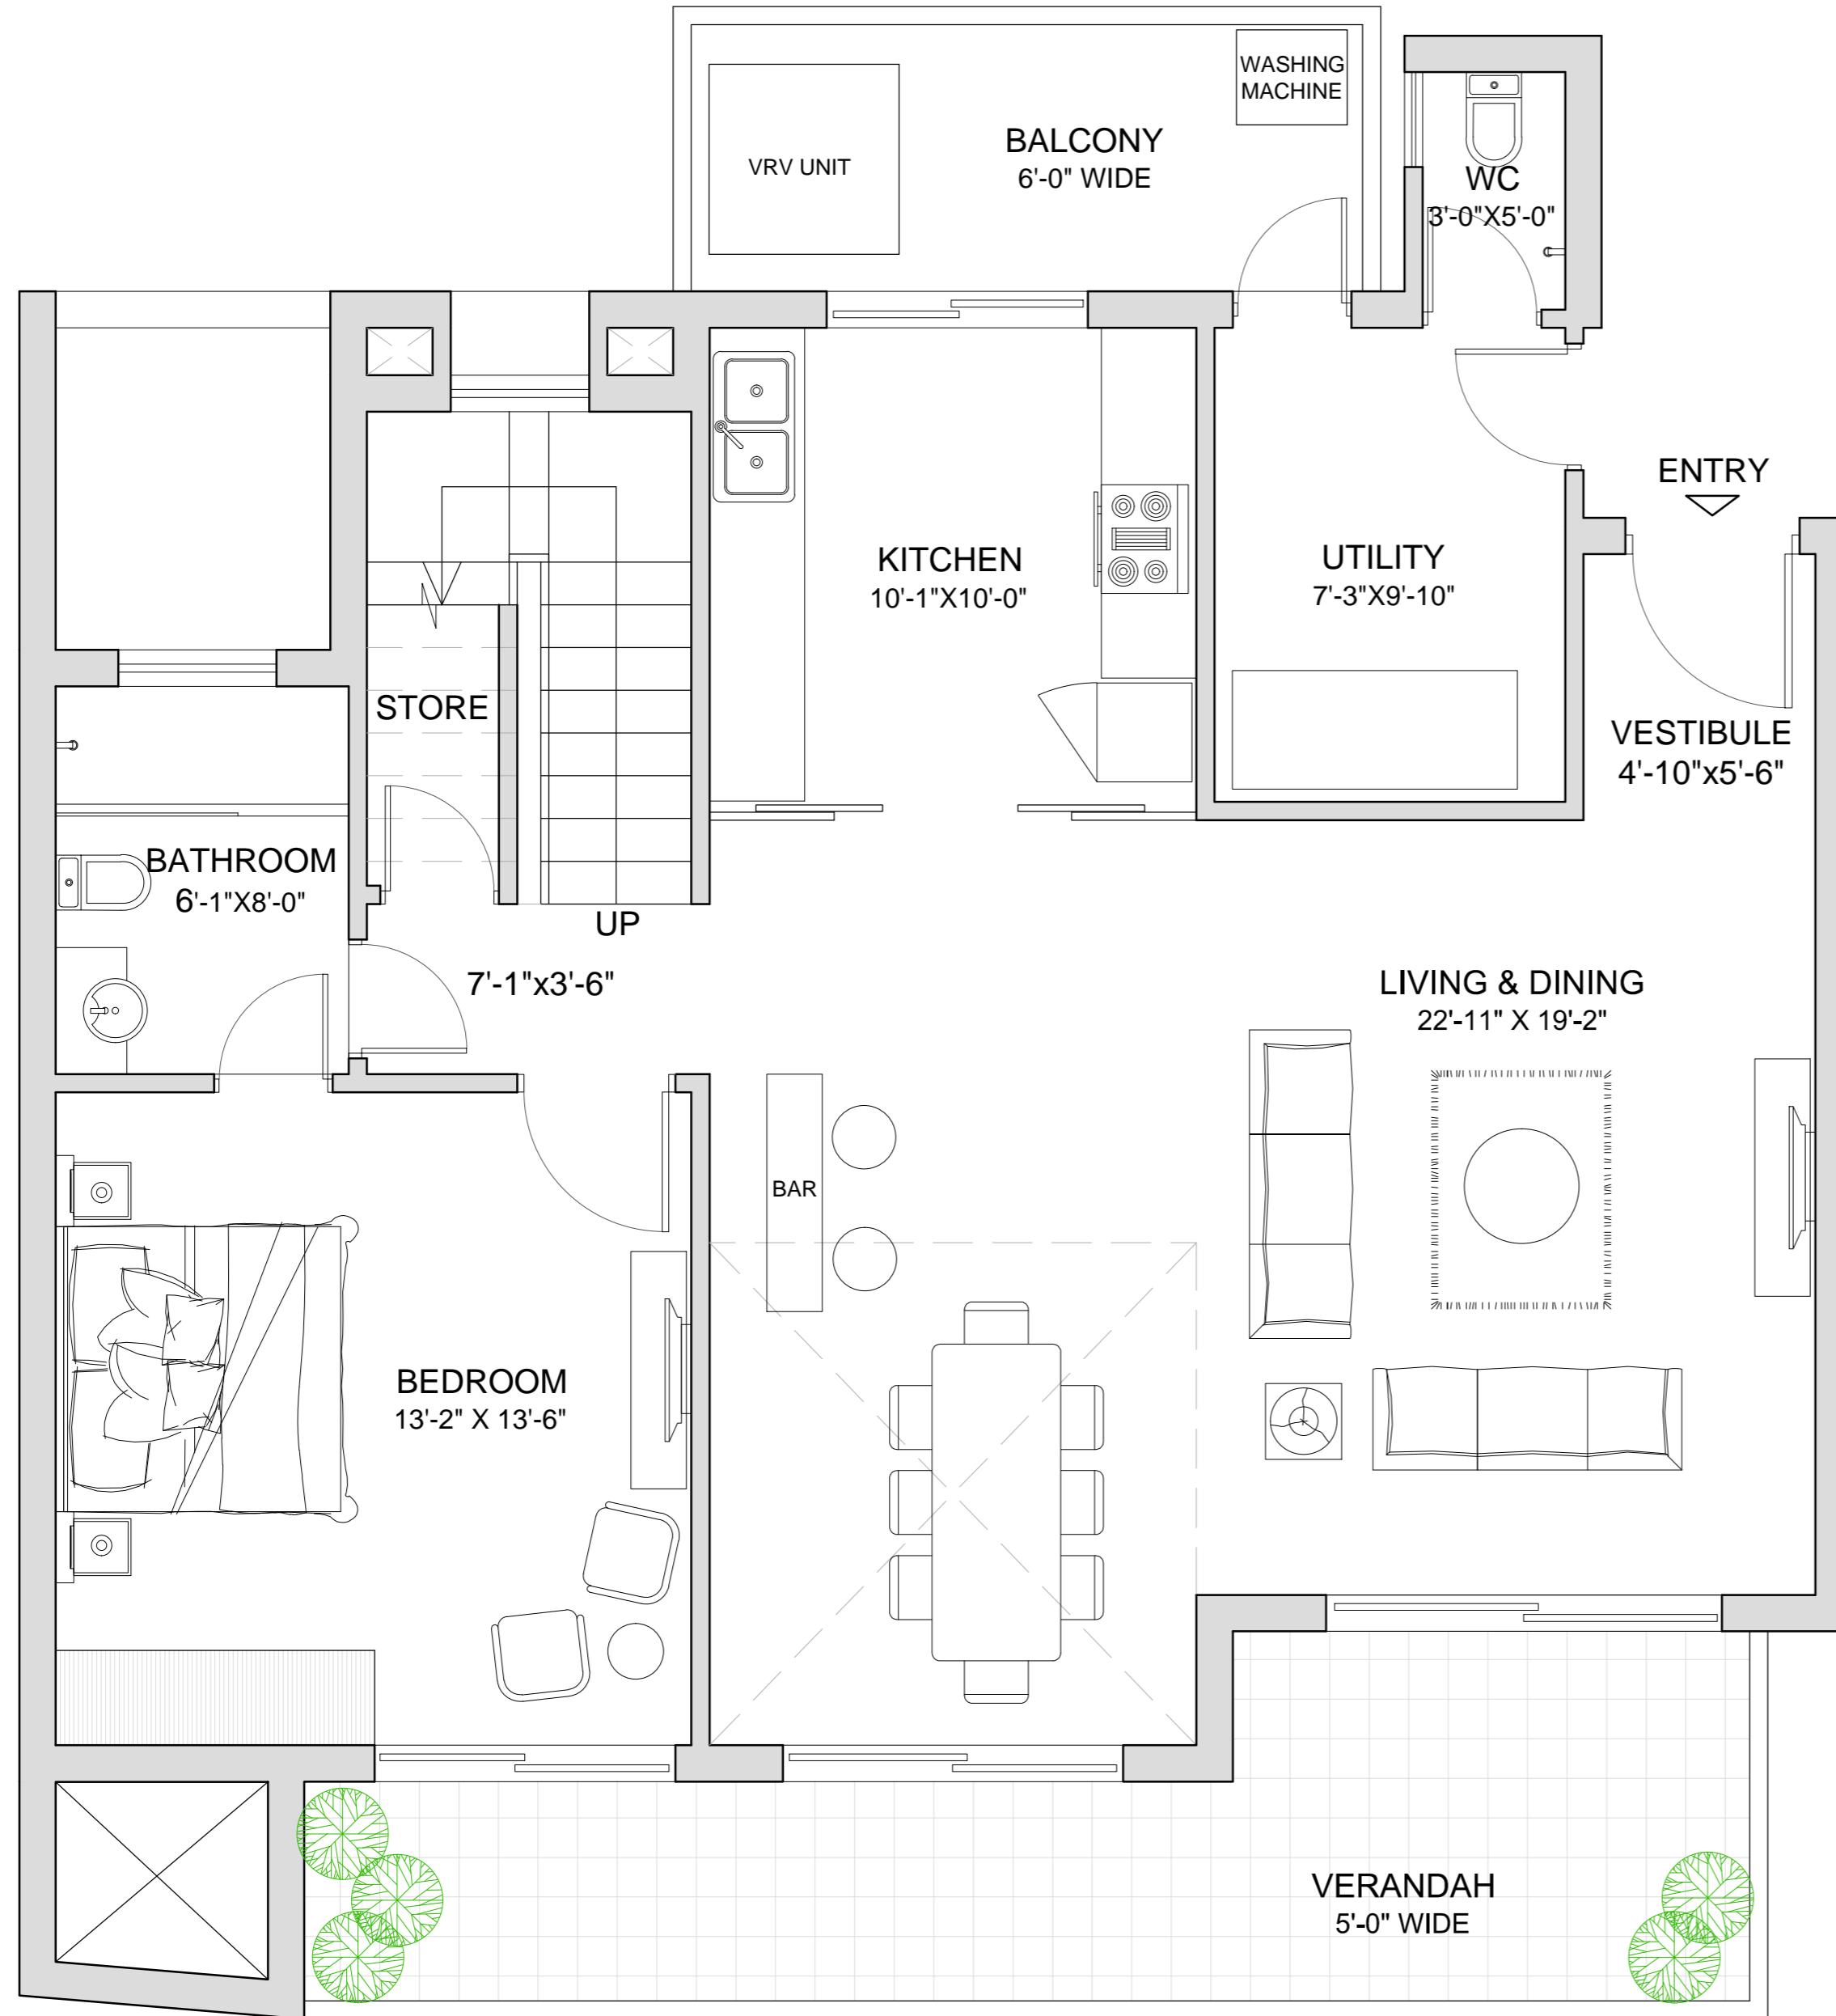 WASHING
MACHINE
VRV UNIT
BALCONY
6'-0" WIDE
WC
3'-0"X5'-0"
ENTRY
KITCHEN
10'-1"X10'-0"
UTILITY
7'-3"X9'-10"
STORE
VESTIBULE
4'-10"x5'-6"
BATHROOM
6'-1"X8'-0"
UP
7'-1"x3'-6"
LIVING & DINING
22'-11" X 19'-2"
BAR
BEDROOM
13'-2" X 13'-6"
VERANDAH
5'-0" WIDE